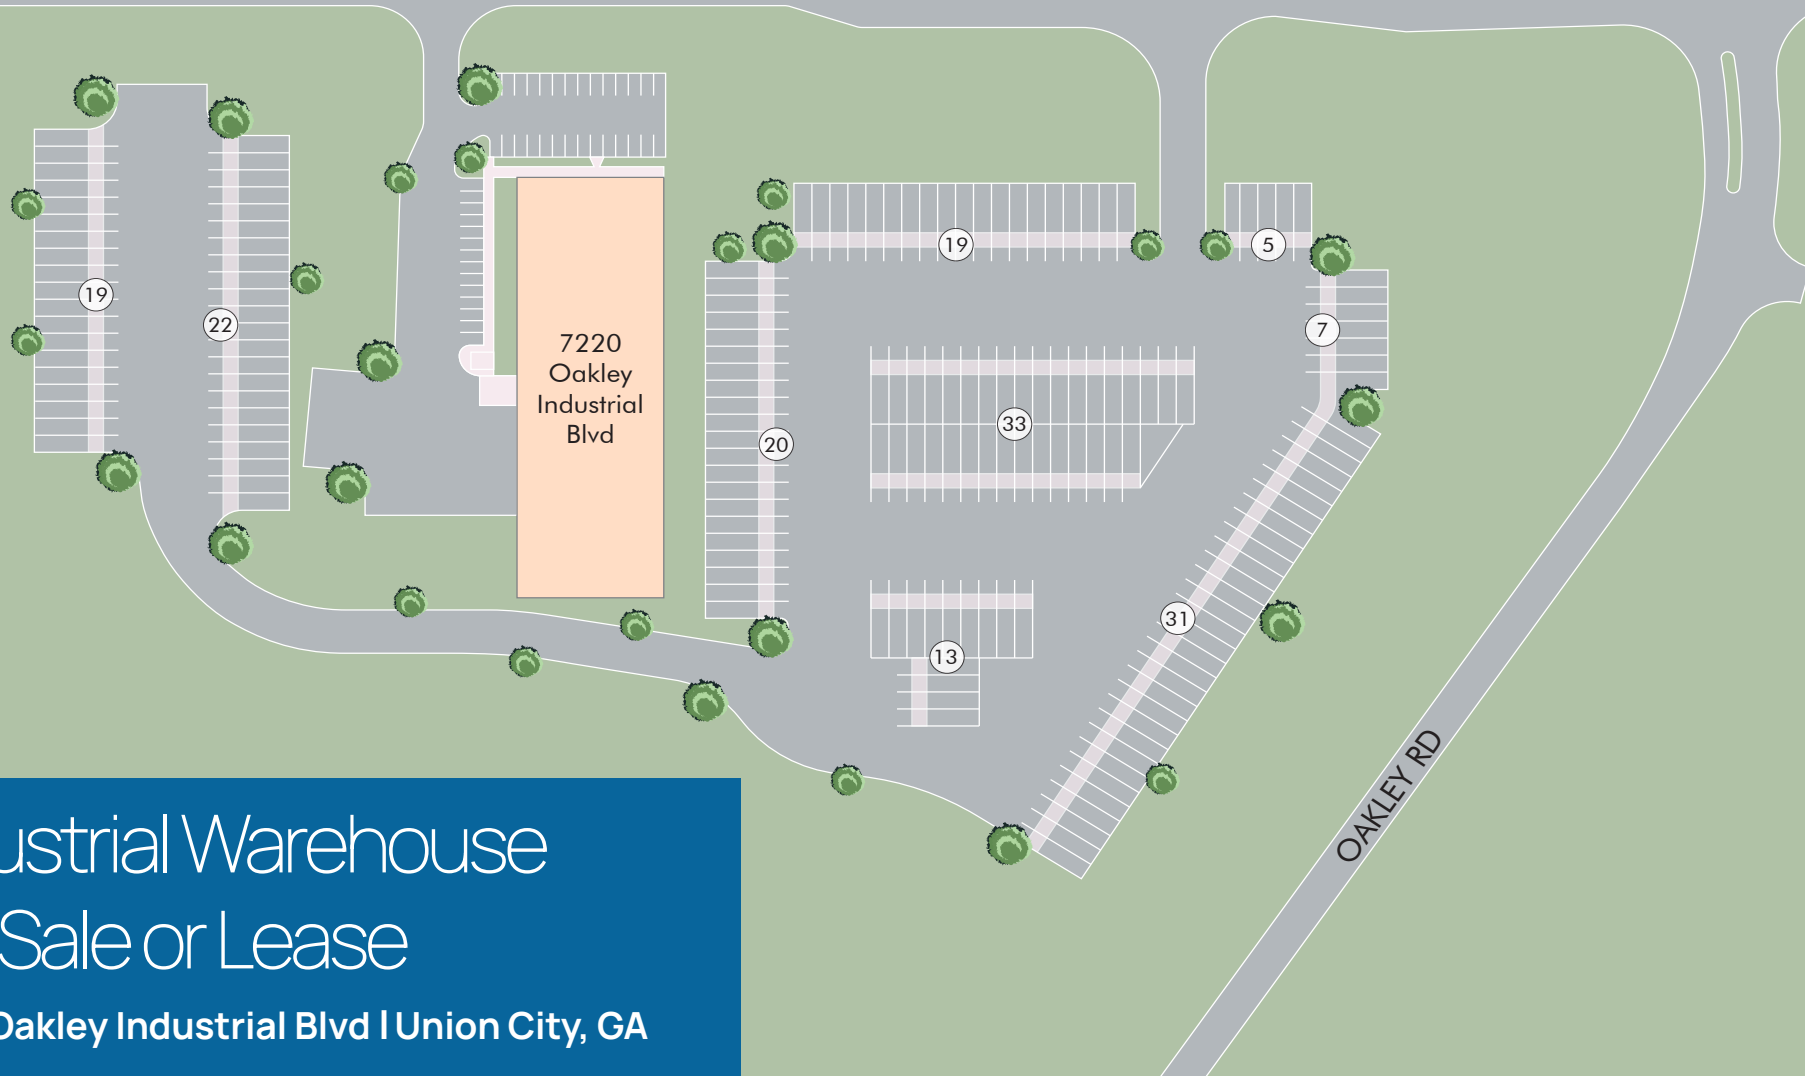 19
5
19
7
22
7220
Oakley
Industrial
Blvd
33
20
31
13
OAKLEY RD
ustrial Warehouse
Sale or Lease
Oakley Industrial Blvd | Union City, GA